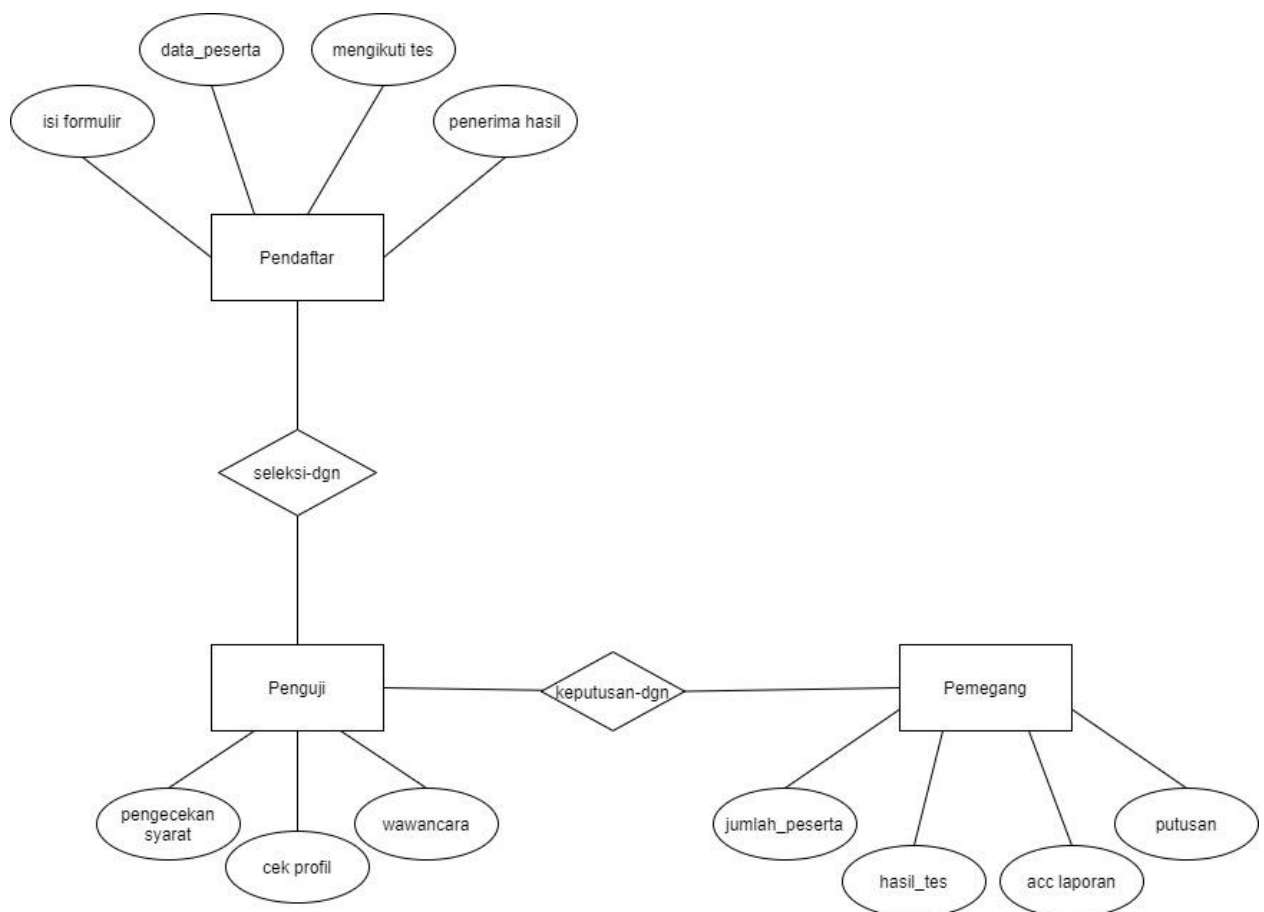 data_peserta
mengikuti tes
isi formulir
penerima hasil
Pendaftar
seleksi-dgn
Penguji
keputusan-dgn
Pemegang
pengecekan
syarat
cek profil
wawancara
jumlah_peserta
hasil_tes
acc laporan
putusan